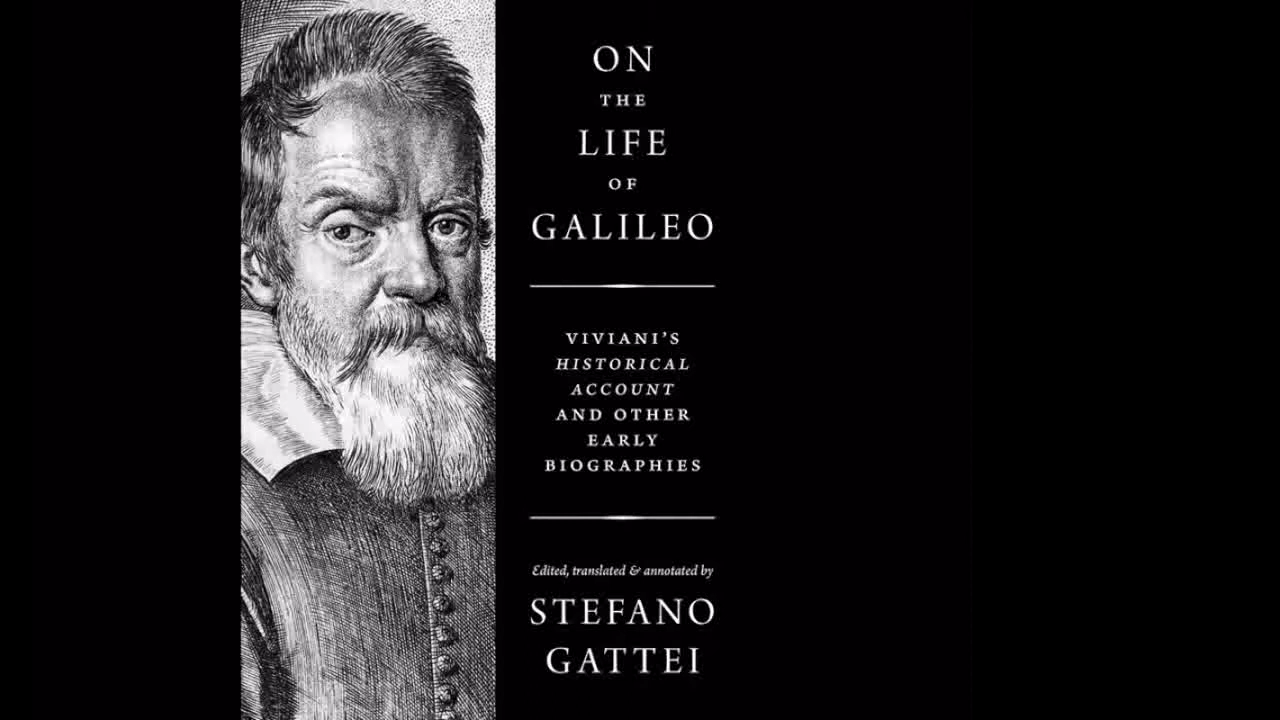 ON
THE
LIFE
OF
GALILEO
VIVIANI'S
HISTORICAL
ACCOUNT
AND OTHER
EARLY
BIOGRAPHIES
Edited, translated & annotated by
STEFANO
GATTEI